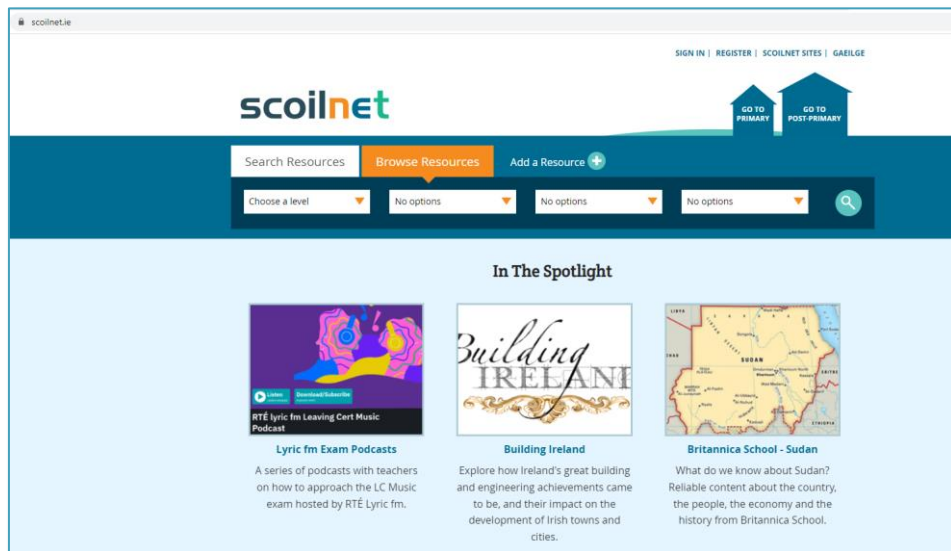 scoilnet.ie
SIGN IN | REGISTER | SCOILNET SITES | GAEILGE
scoilnet
GO TO
PRIMARY
GO TO
POST-PRIMARY
Search Resources
Browse Resources
Add a Resource
Choose a level
No options
No options
No options
In The Spotlight
Listen
Download/Subscribe
RTÉ lyric fm Leaving Cert Music
Podcast
Building
IRELAND
LIBYA
SUDAN
ETHIOPIA
Lyric fm Exam Podcasts
A series of podcasts with teachers
on how to approach the LC Music
exam hosted by RTÉ Lyric fm.
Building Ireland
Explore how Ireland's great building
and engineering achievements came
to be, and their impact on the
development of Irish towns and
cities.
Britannica School - Sudan
What do we know about Sudan?
Reliable content about the country,
the people, the economy and the
history from Britannica School.